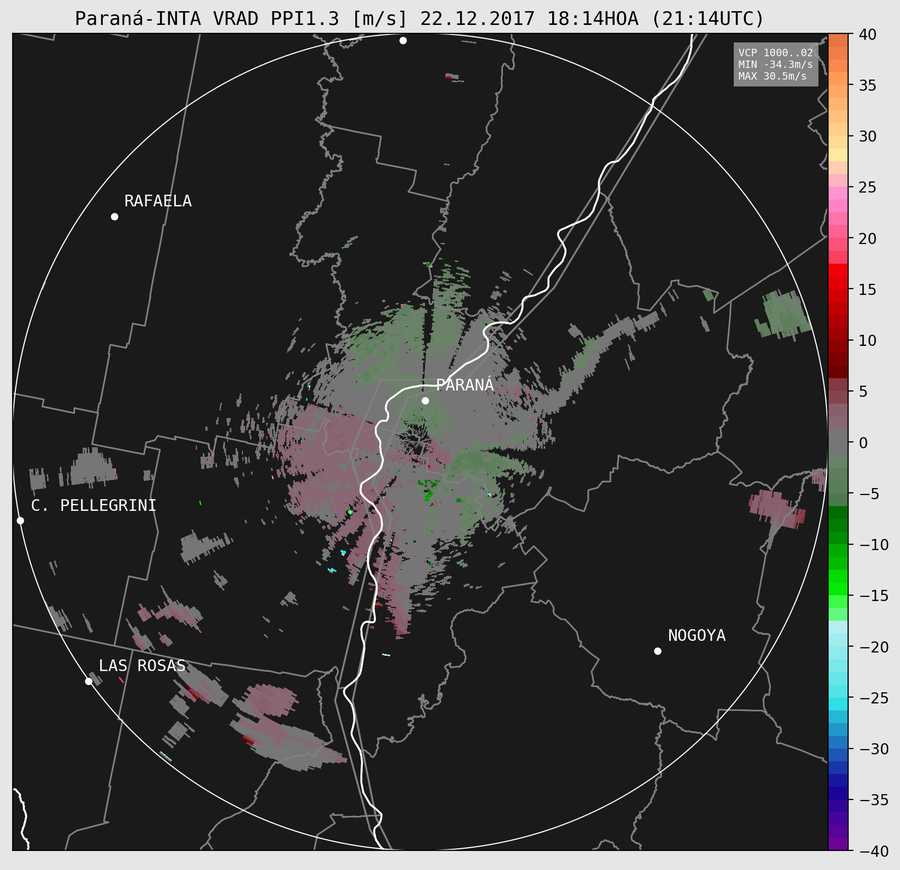 Paraná-INTA VRAD PPI1.3 [m/s] 22.12.2017 18:14HOA (21:14UTC)
VCP 1000..02
MIN -34.3m/s
MAX 30.5m/s
RAFAELA
PARANÁ
C. PELLEGRINI
NOGOYA
LAS ROSAS
40
35
30
25
20
15
10
5
0
−5
−10
−15
−20
−25
−30
−35
−40